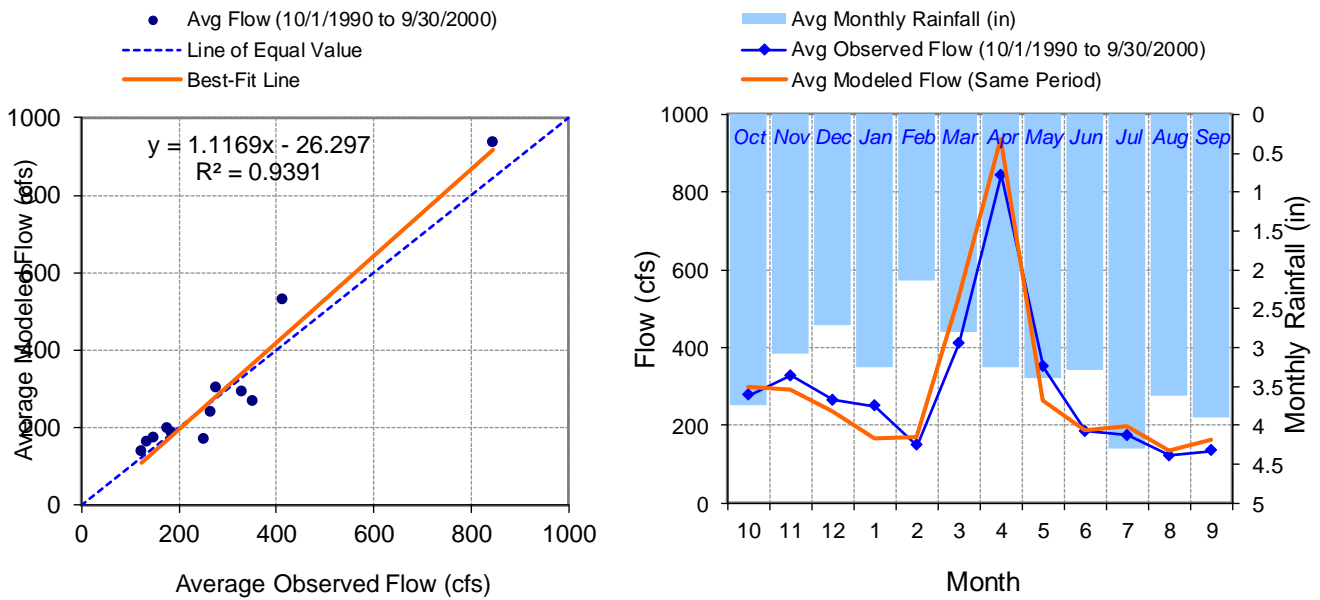 Avg Flow (10/1/1990 to 9/30/2000)
Line of Equal Value
Best-Fit Line
y = 1.1169x - 26.297
R² = 0.9391
Average Modeled Flow (cfs)
1000
800
600
400
200
0
0 200 400 600 800 1000
Average Observed Flow (cfs)
Avg Monthly Rainfall (in)
Avg Observed Flow (10/1/1990 to 9/30/2000)
Avg Modeled Flow (Same Period)
Oct Nov Dec Jan Feb Mar Apr May Jun Jul Aug Sep
Flow (cfs)
1000
800
600
400
200
0
0
0.5
1
1.5
2
2.5
3
3.5
4
4.5
5
Monthly Rainfall (in)
10 11 12 1 2 3 4 5 6 7 8 9
Month